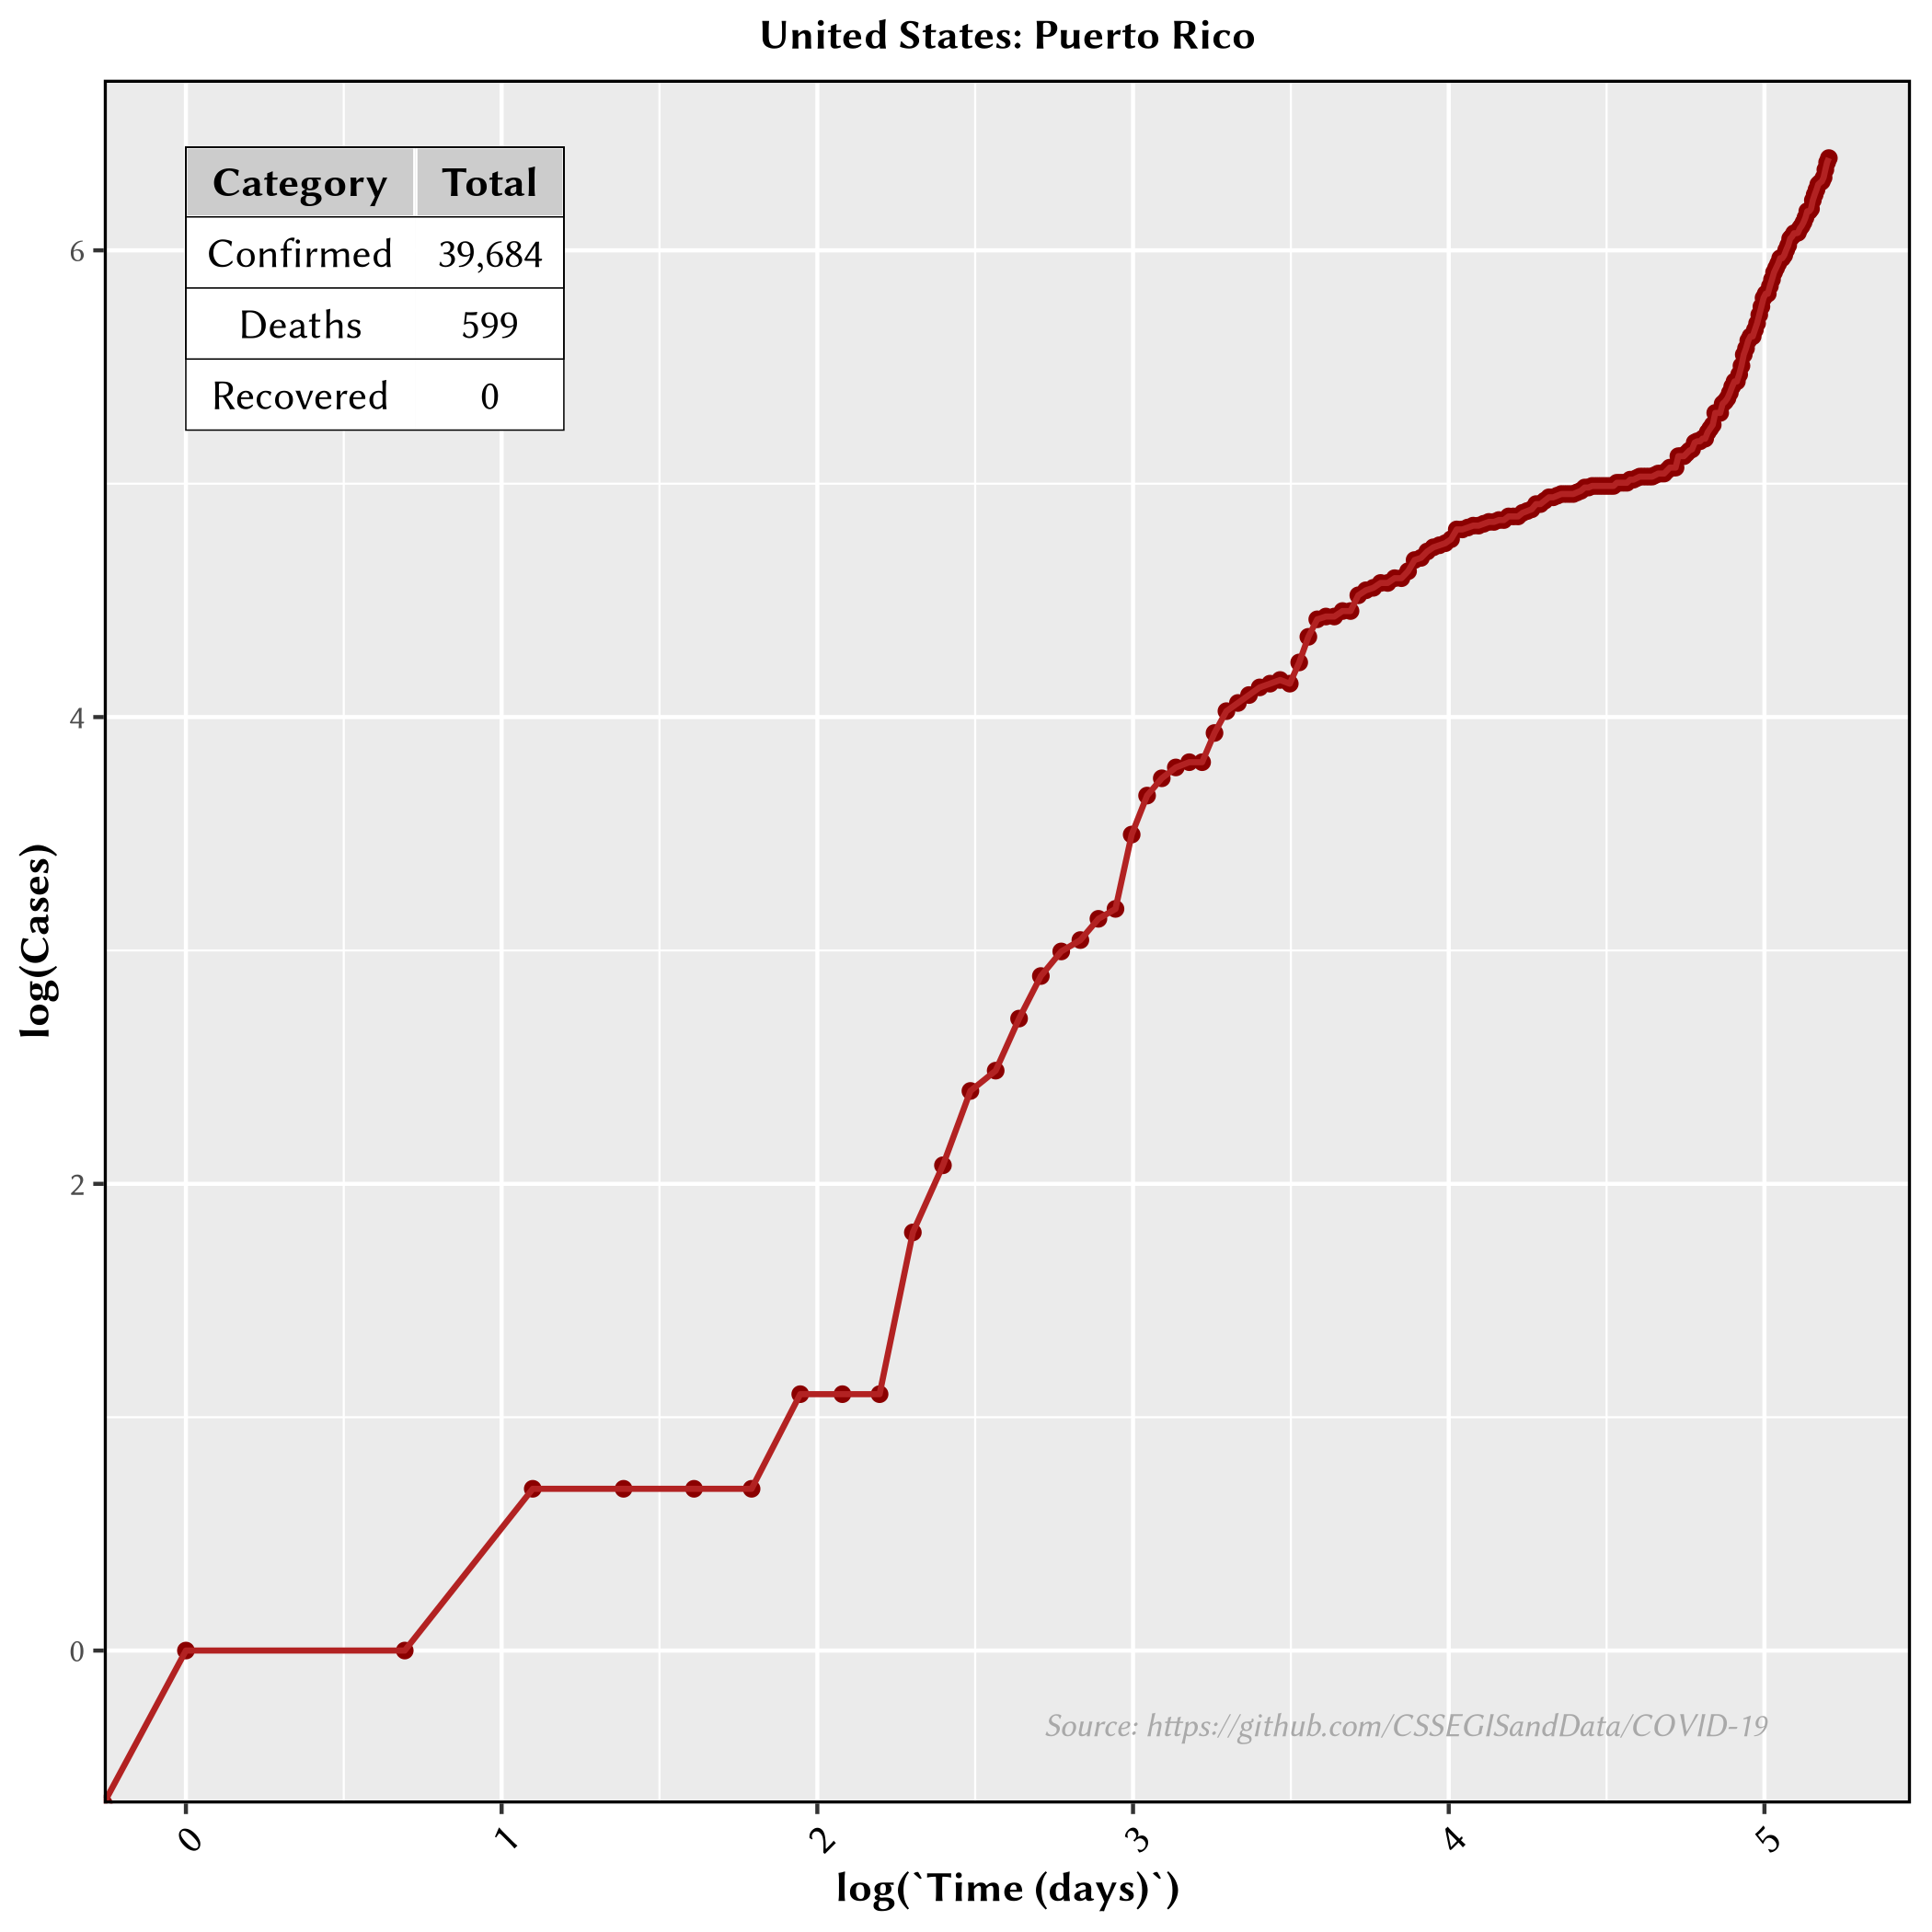 United States: Puerto Rico
Category Total
Confirmed 39,684
Deaths 599
Recovered 0
6
4
2
0
log(Cases)
Source: https://github.com/CSSEGISandData/COVID-19
0 1 2 3 4 5
log(`Time (days)`)